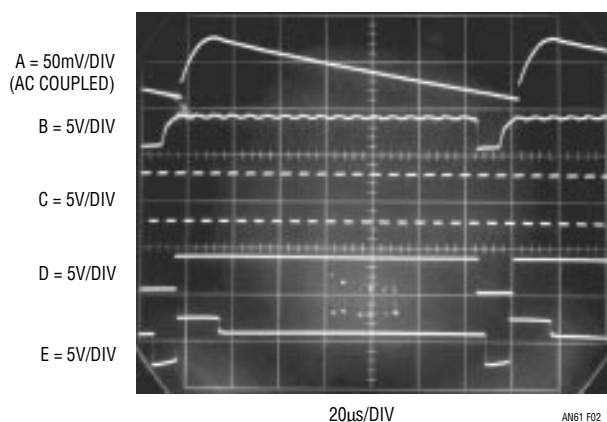 A = 50mV/DIV
(AC COUPLED)
B = 5V/DIV
C = 5V/DIV
D = 5V/DIV
E = 5V/DIV
20µs/DIV
AN61 F02